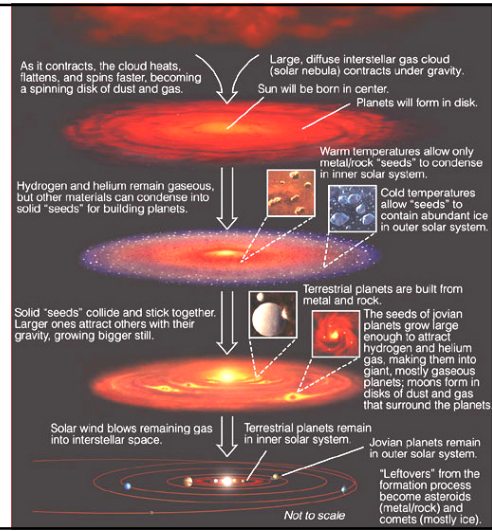 As it contracts, the cloud heats,
flattens, and spins faster, becoming
a spinning disk of dust and gas.
Large, diffuse interstellar gas cloud
(solar nebula) contracts under gravity.
Sun will be born in center.
Planets will form in disk.
Warm temperatures allow only
metal/rock "seeds" to condense
in inner solar system.
Hydrogen and helium remain gaseous,
but other materials can condense into
solid "seeds" for building planets.
Cold temperatures
allow "seeds" to
contain abundant ice
in outer solar system.
Terrestrial planets are built from
metal and rock.
Solid "seeds" collide and stick together.
Larger ones attract others with their
gravity, growing bigger still.
The seeds of jovian
planets grow large
enough to attract
hydrogen and helium
gas, making them into
giant, mostly gaseous
planets; moons form in
disks of dust and gas
that surround the planets
Solar wind blows remaining gas
into interstellar space.
Terrestrial planets remain
in inner solar system.
Jovian planets remain
in outer solar system.
"Leftovers" from the
formation process
become asteroids
(metal/rock) and
comets (mostly ice).
Not to scale